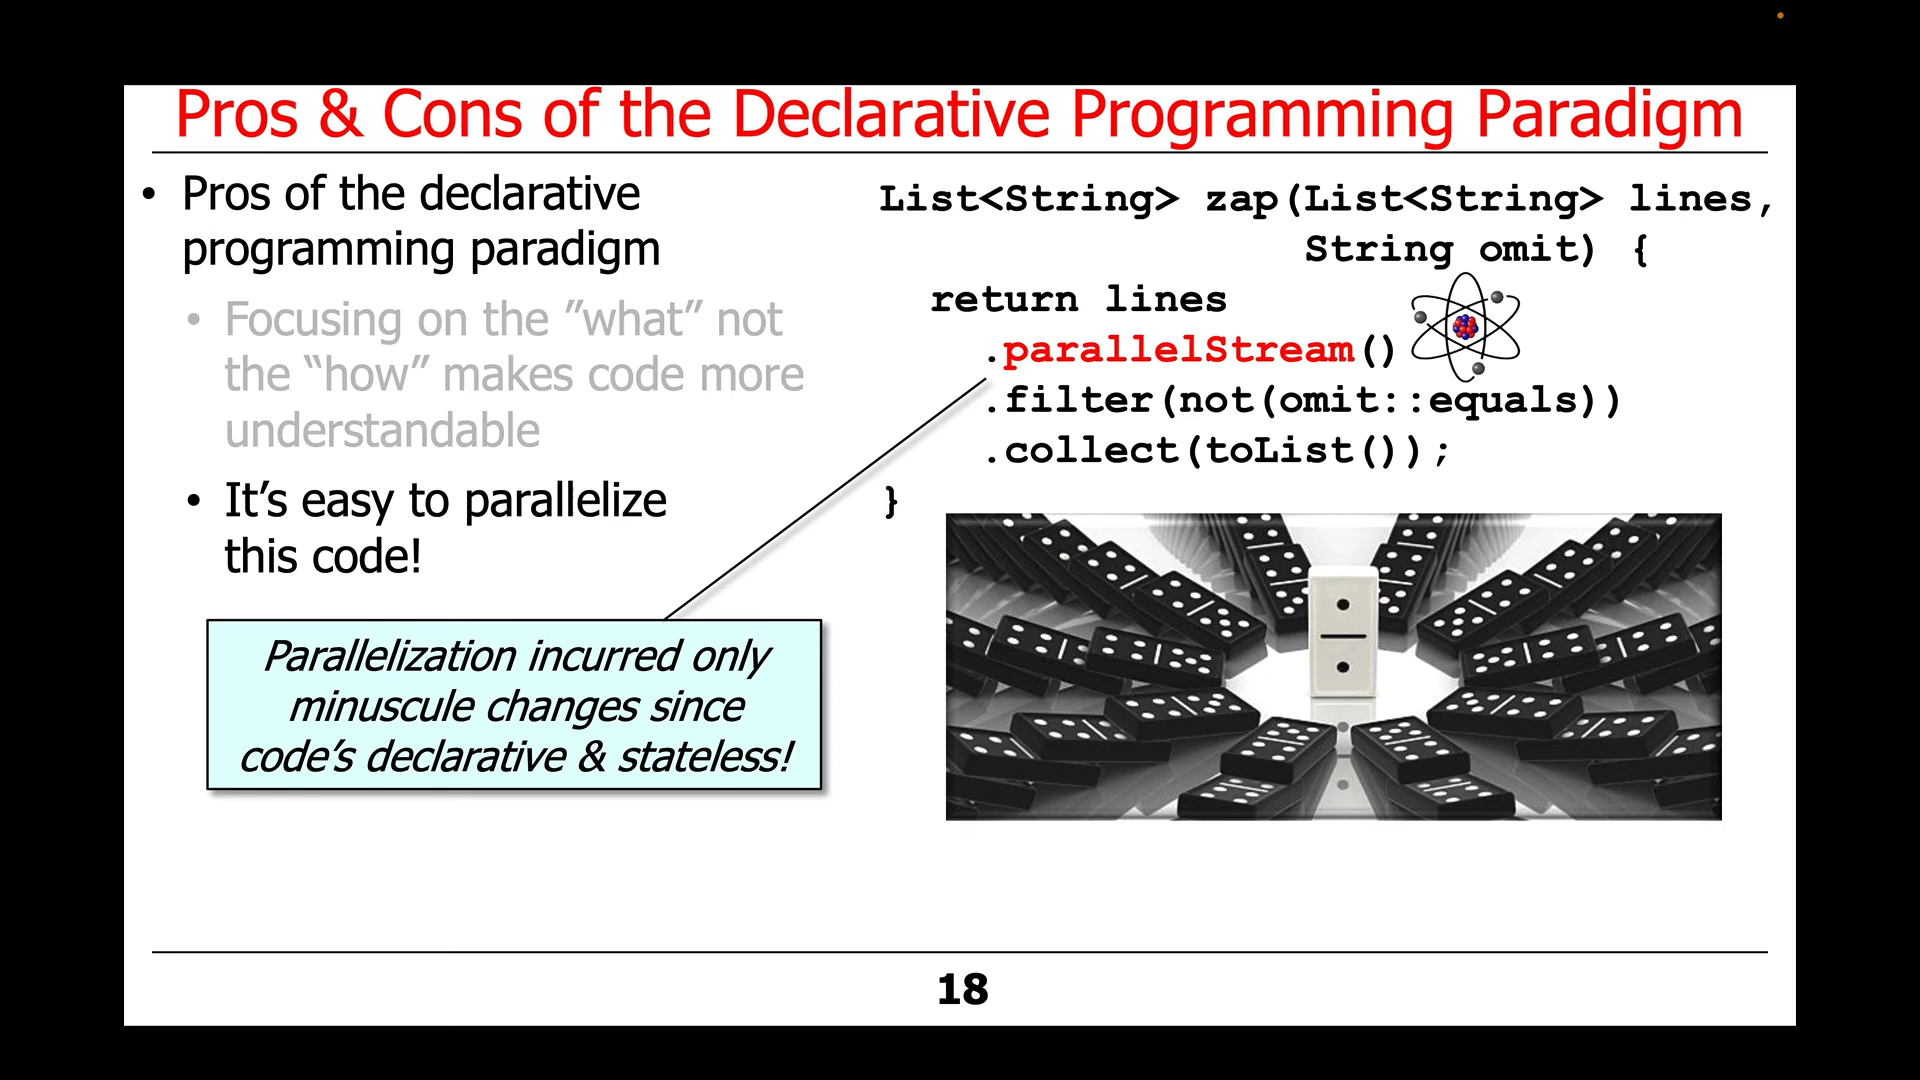 Pros & Cons of the Declarative Programming Paradigm
• Pros of the declarative
programming paradigm
• Focusing on the ”what” not
the “how” makes code more
understandable
• It’s easy to parallelize
this code!
Parallelization incurred only
minuscule changes since
code’s declarative & stateless!
List<String> zap(List<String> lines,
String omit) {
return lines
.parallelStream()
.filter(not(omit::equals))
.collect(toList());
}
18